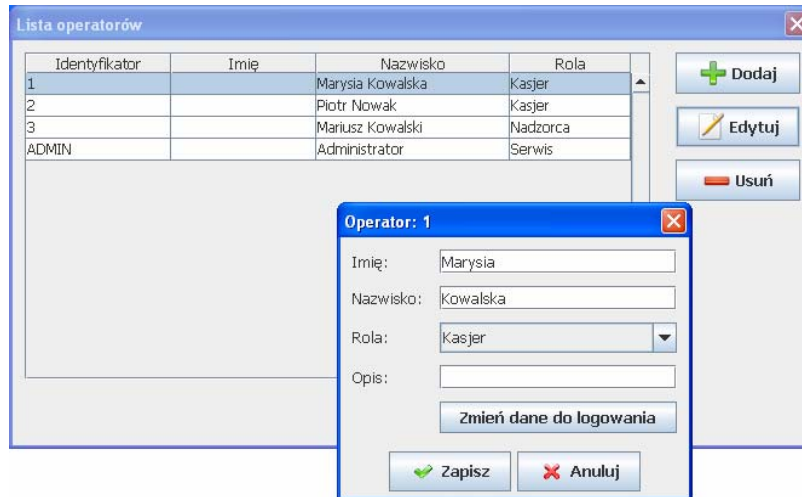 Lista operatorów
Identyfikator Imię Nazwisko Rola
1 Marysia Kowalska Kasjer
2 Piotr Nowak Kasjer
3 Mariusz Kowalski Nadzorca
ADMIN Administrator Serwis
Dodaj
Edytuj
Usuń
Operator: 1
Imię: Marysia
Nazwisko: Kowalska
Rola: Kasjer
Opis:
Zmień dane do logowania
Zapisz Anuluj